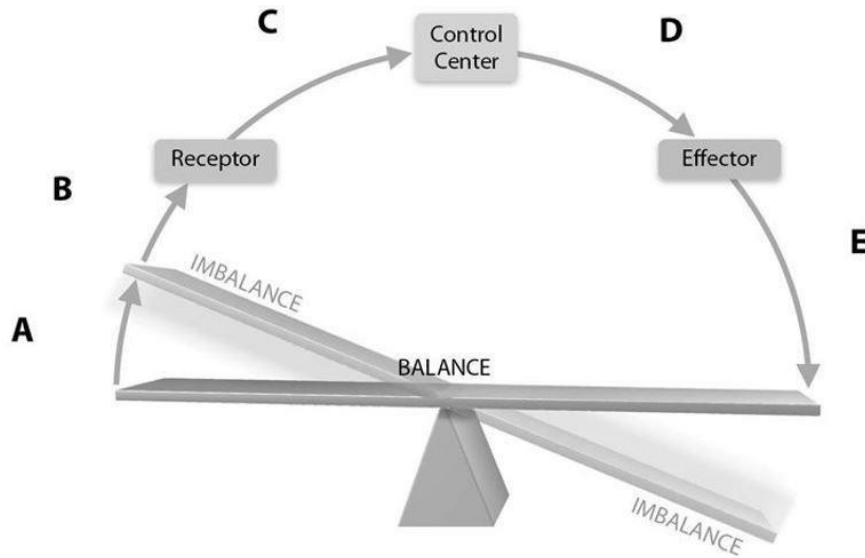 C
Control
Center
D
Receptor
Effector
B
E
IMBALANCE
A
BALANCE
IMBALANCE